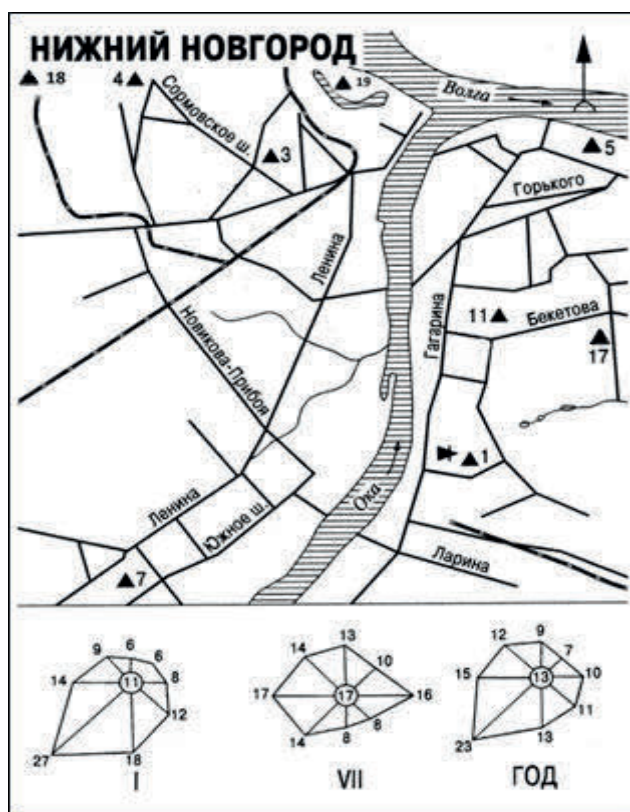 НИЖНИЙ НОВГОРОД
18
4
Сормовское ш.
19
Волга
3
5
Горького
Ленина
11
Бекетова
Гагарина
17
Новикова-Прибоя
1
Ока
Ленина
Южное ш.
Ларина
7
9 6 6
14 11 8
12
27 18
I
13
14 10
17 17 16
14 8 8
VII
12 9 7
15 13 10
11
23 13
ГОД